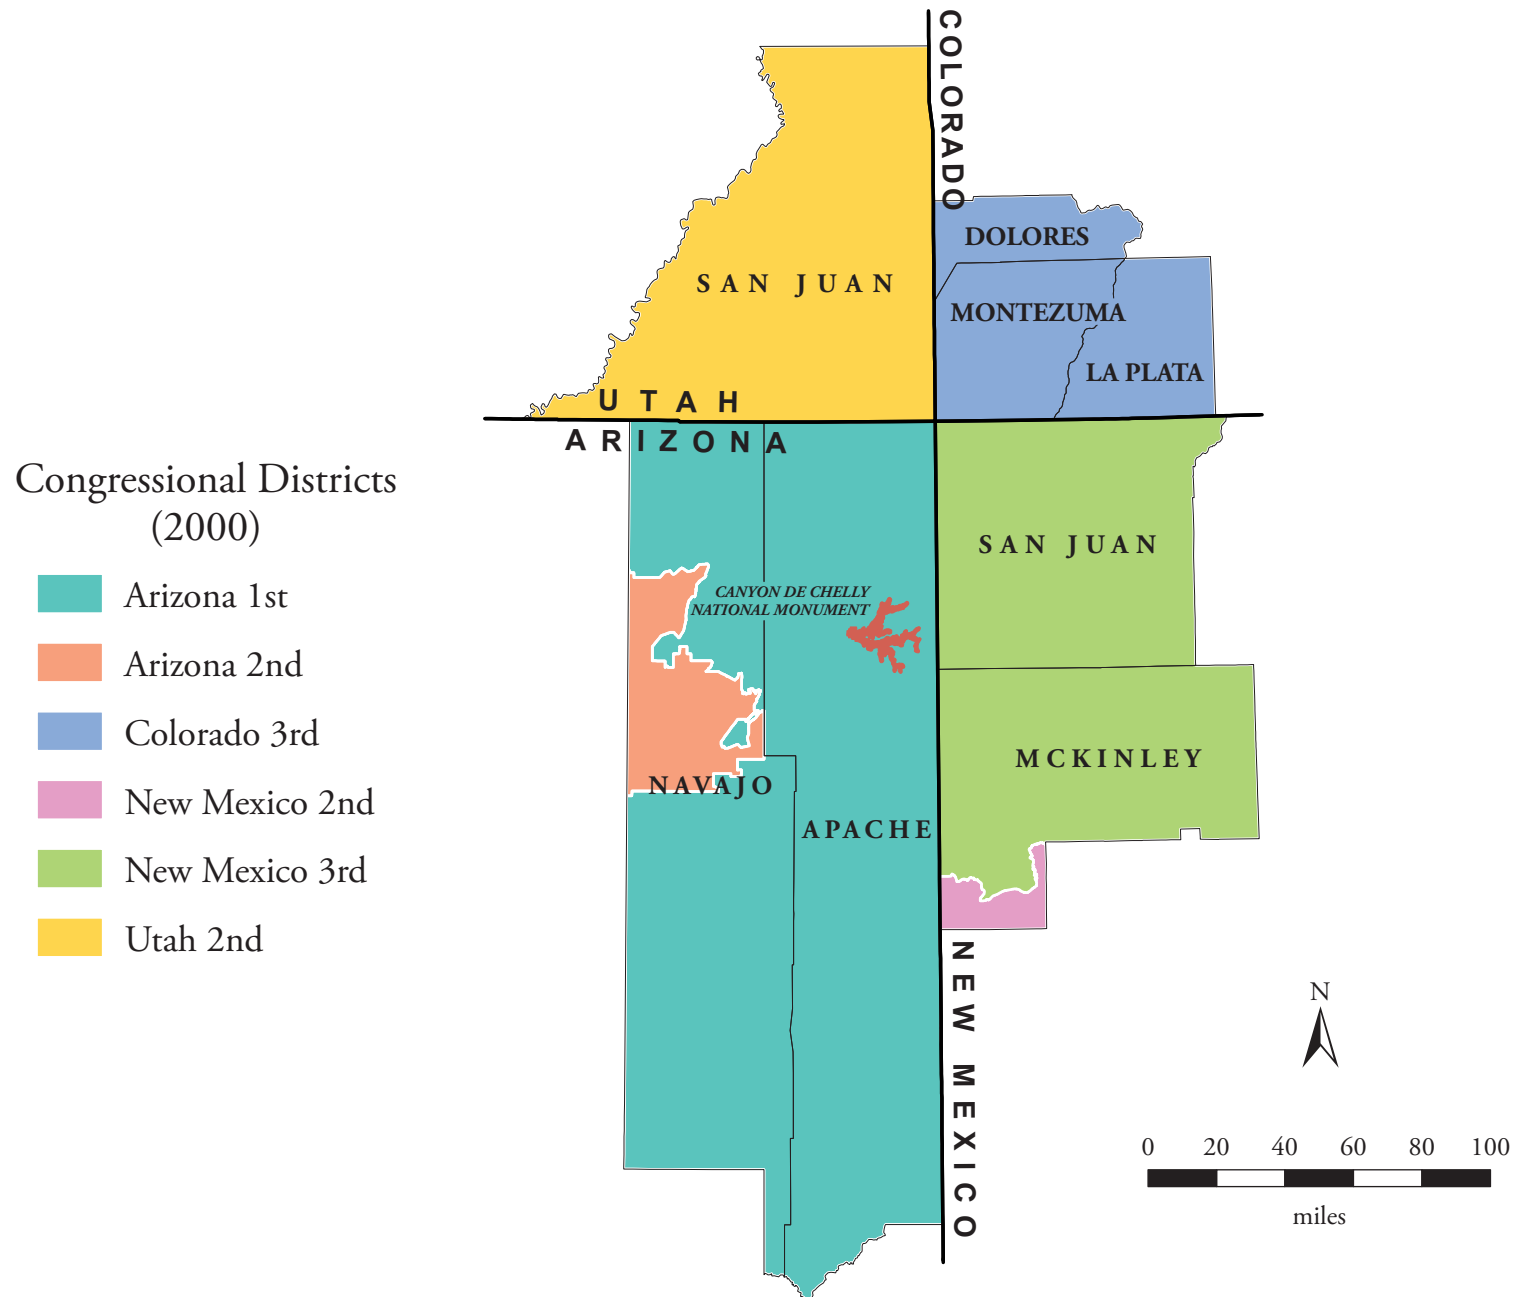 COLORADO
DOLORES
SAN JUAN
MONTEZUMA
LA PLATA
UTAH
ARIZONA
Congressional Districts
(2000)
Arizona 1st
Arizona 2nd
Colorado 3rd
New Mexico 2nd
New Mexico 3rd
Utah 2nd
SAN JUAN
CANYON DE CHELLY
NATIONAL MONUMENT
MCKINLEY
NAVAJO
APACHE
NEW MEXICO
N
0 20 40 60 80 100
miles